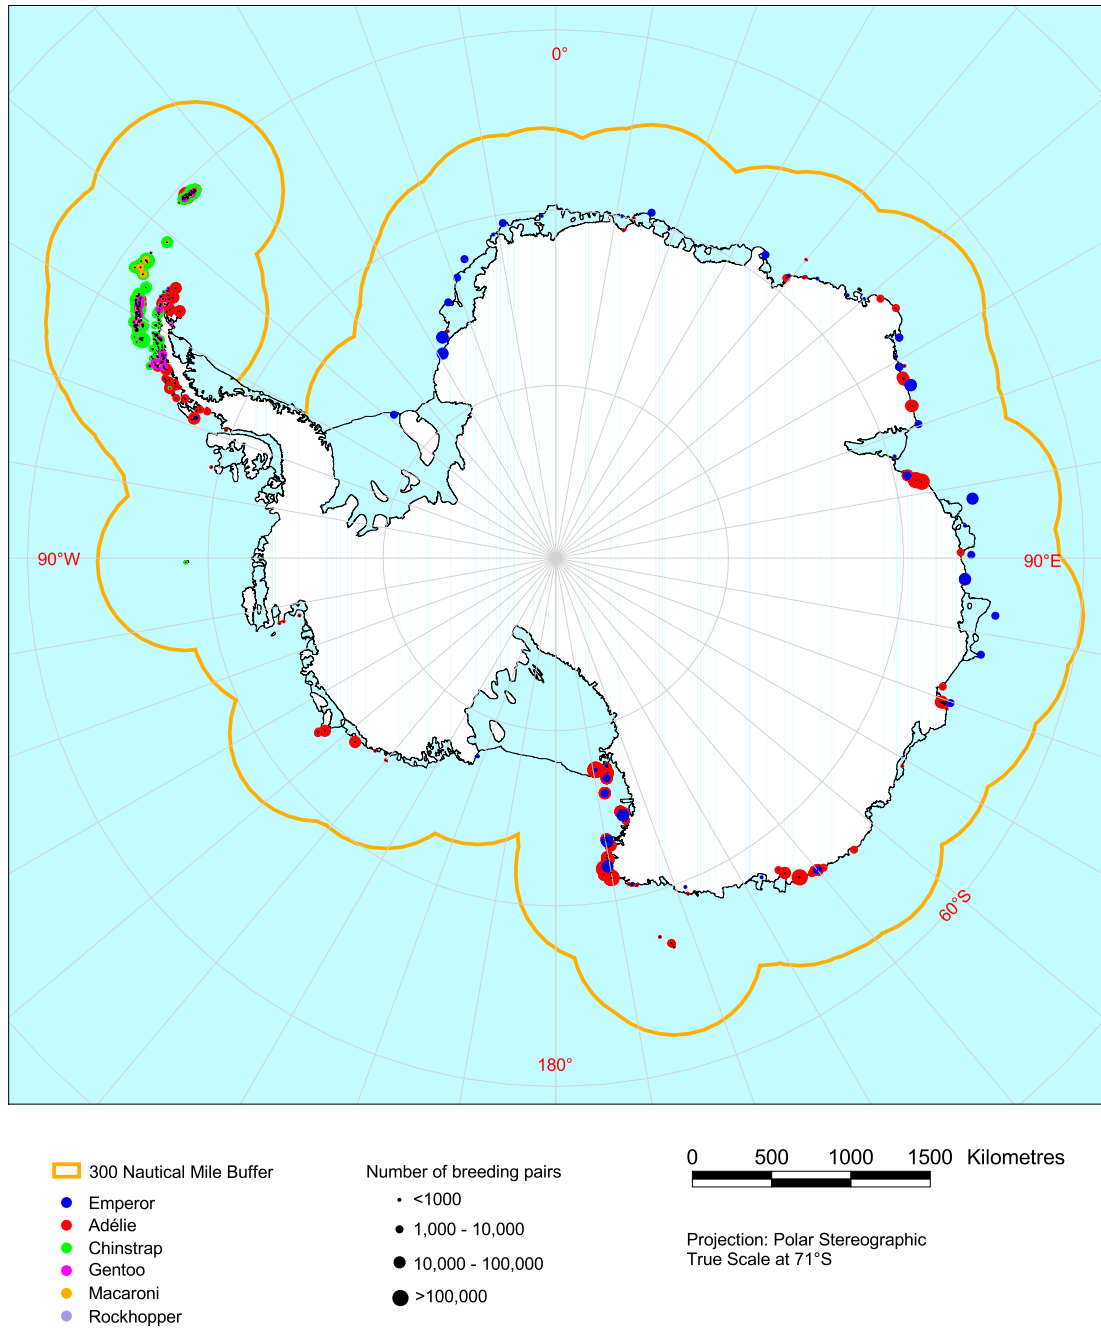 0°
90°W
90°E
60°S
180°
300 Nautical Mile Buffer
Emperor
Adélie
Chinstrap
Gentoo
Macaroni
Rockhopper
Number of breeding pairs
<1000
1,000 - 10,000
10,000 - 100,000
>100,000
0 500 1000 1500 Kilometres
Projection: Polar Stereographic
True Scale at 71°S